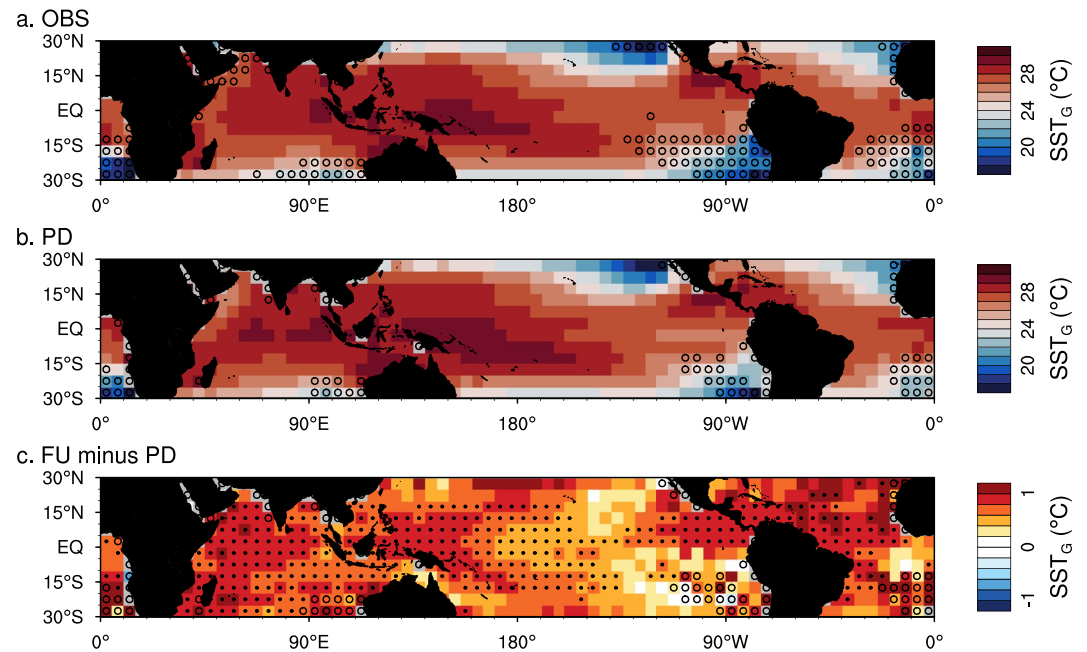 a. OBS
30°N
15°N
EQ
15°S
30°S
0°
90°E
180°
90°W
0°
28
24
20
SST_G (°C)
b. PD
30°N
15°N
EQ
15°S
30°S
0°
90°E
180°
90°W
0°
28
24
20
SST_G (°C)
c. FU minus PD
30°N
15°N
EQ
15°S
30°S
0°
90°E
180°
90°W
0°
1
0
-1
SST_G (°C)